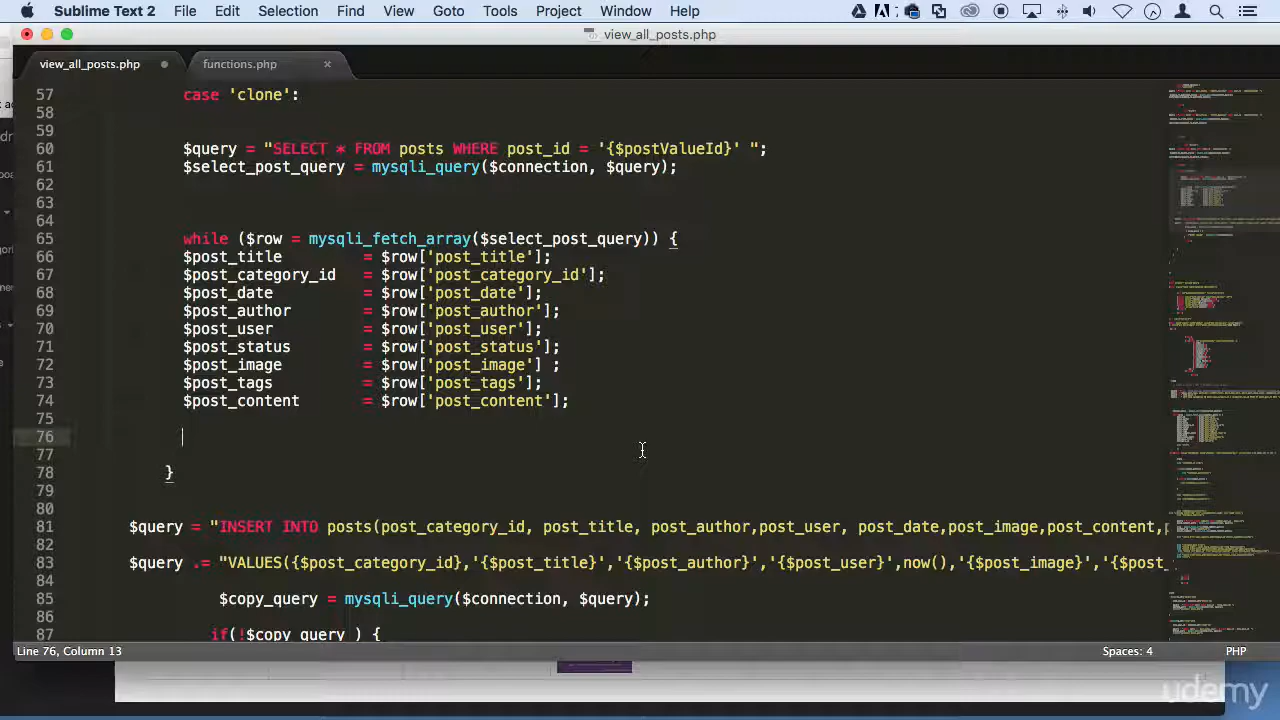 Sublime Text 2 File Edit Selection Find View Goto Tools Project Window Help
view_all_posts.php
view_all_posts.php functions.php ×
57 case 'clone':
58
59
60 $query = "SELECT * FROM posts WHERE post_id = '{$postValueId}' ";
61 $select_post_query = mysqli_query($connection, $query);
62
63
64
65 while ($row = mysqli_fetch_array($select_post_query)) {
66 $post_title = $row['post_title'];
67 $post_category_id = $row['post_category_id'];
68 $post_date = $row['post_date'];
69 $post_author = $row['post_author'];
70 $post_user = $row['post_user'];
71 $post_status = $row['post_status'];
72 $post_image = $row['post_image'] ;
73 $post_tags = $row['post_tags'];
74 $post_content = $row['post_content'];
75
76
77
78 }
79
80
81 $query = "INSERT INTO posts(post_category_id, post_title, post_author,post_user, post_date,post_image,post_content,p
82
83 $query .= "VALUES({$post_category_id},'{$post_title}','{$post_author}','{$post_user}',now(),'{$post_image}','{$post_
84
85 $copy_query = mysqli_query($connection, $query);
86
87 if(!$copy_query ) {
Line 76, Column 13 Spaces: 4 PHP
udemy